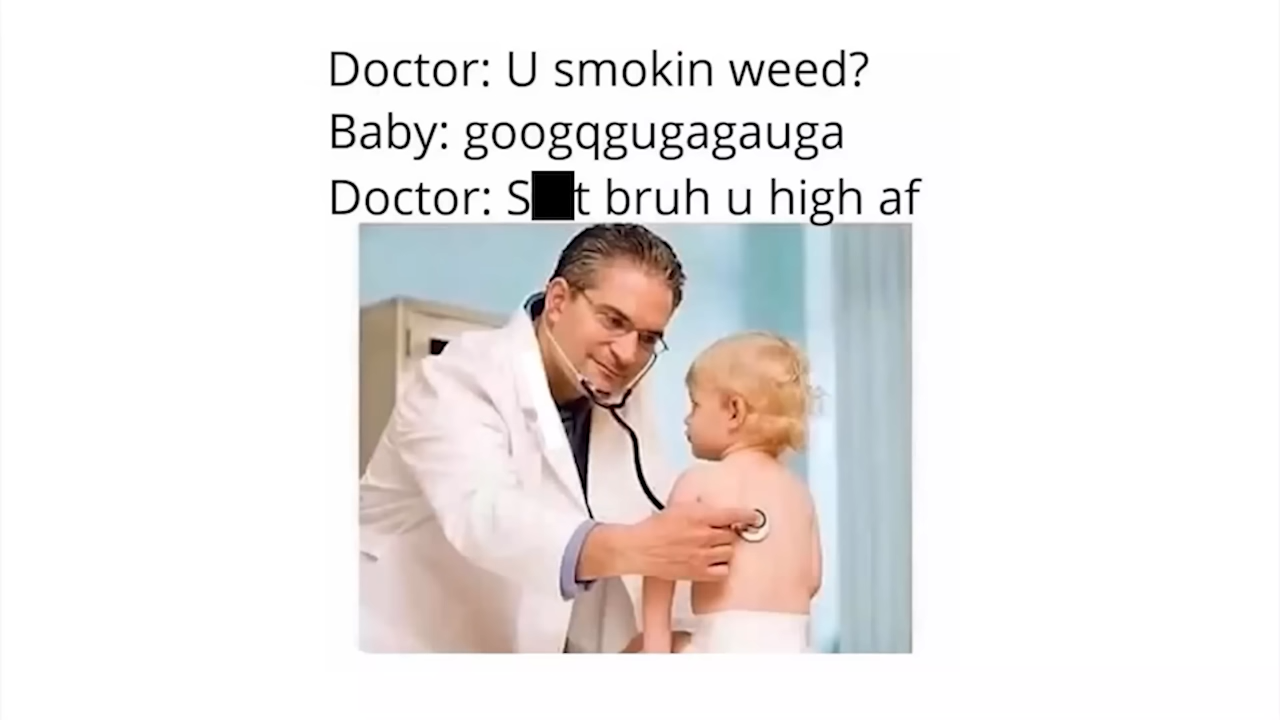 Doctor: U smokin weed?
Baby: googqgugagauga
Doctor: S■t bruh u high af